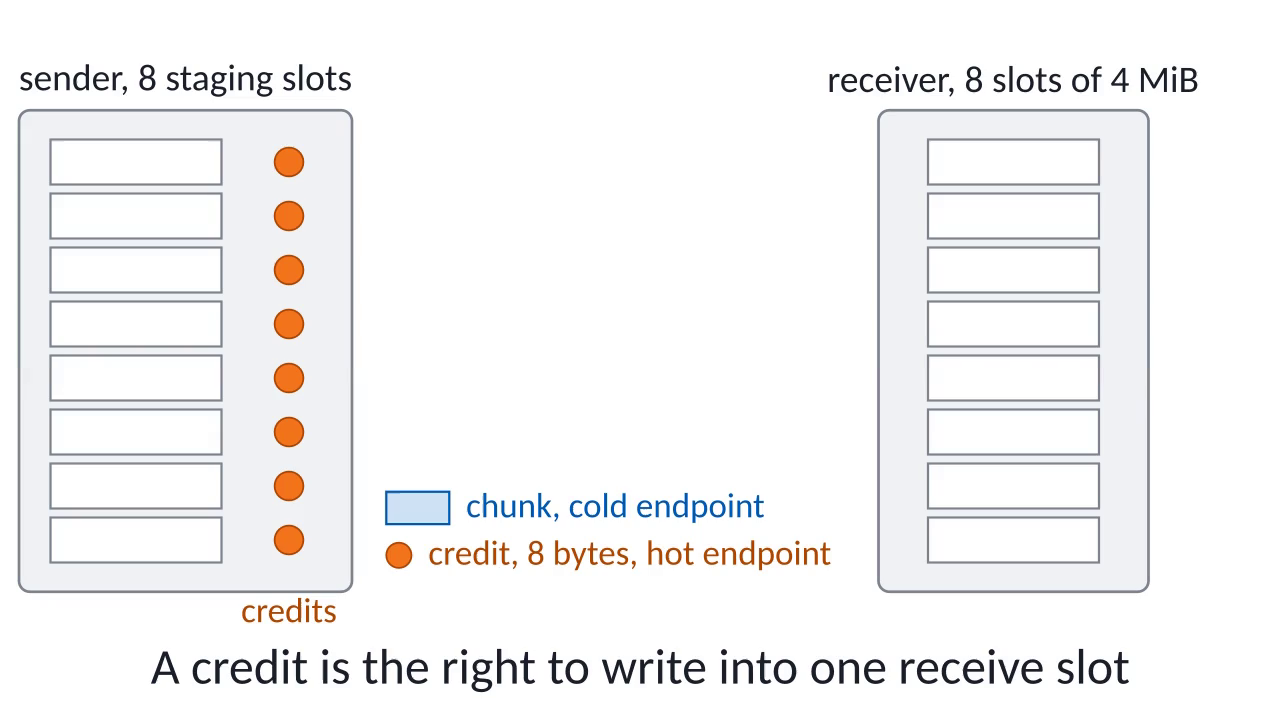 sender, 8 staging slots
receiver, 8 slots of 4 MiB
chunk, cold endpoint
credit, 8 bytes, hot endpoint
credits
A credit is the right to write into one receive slot